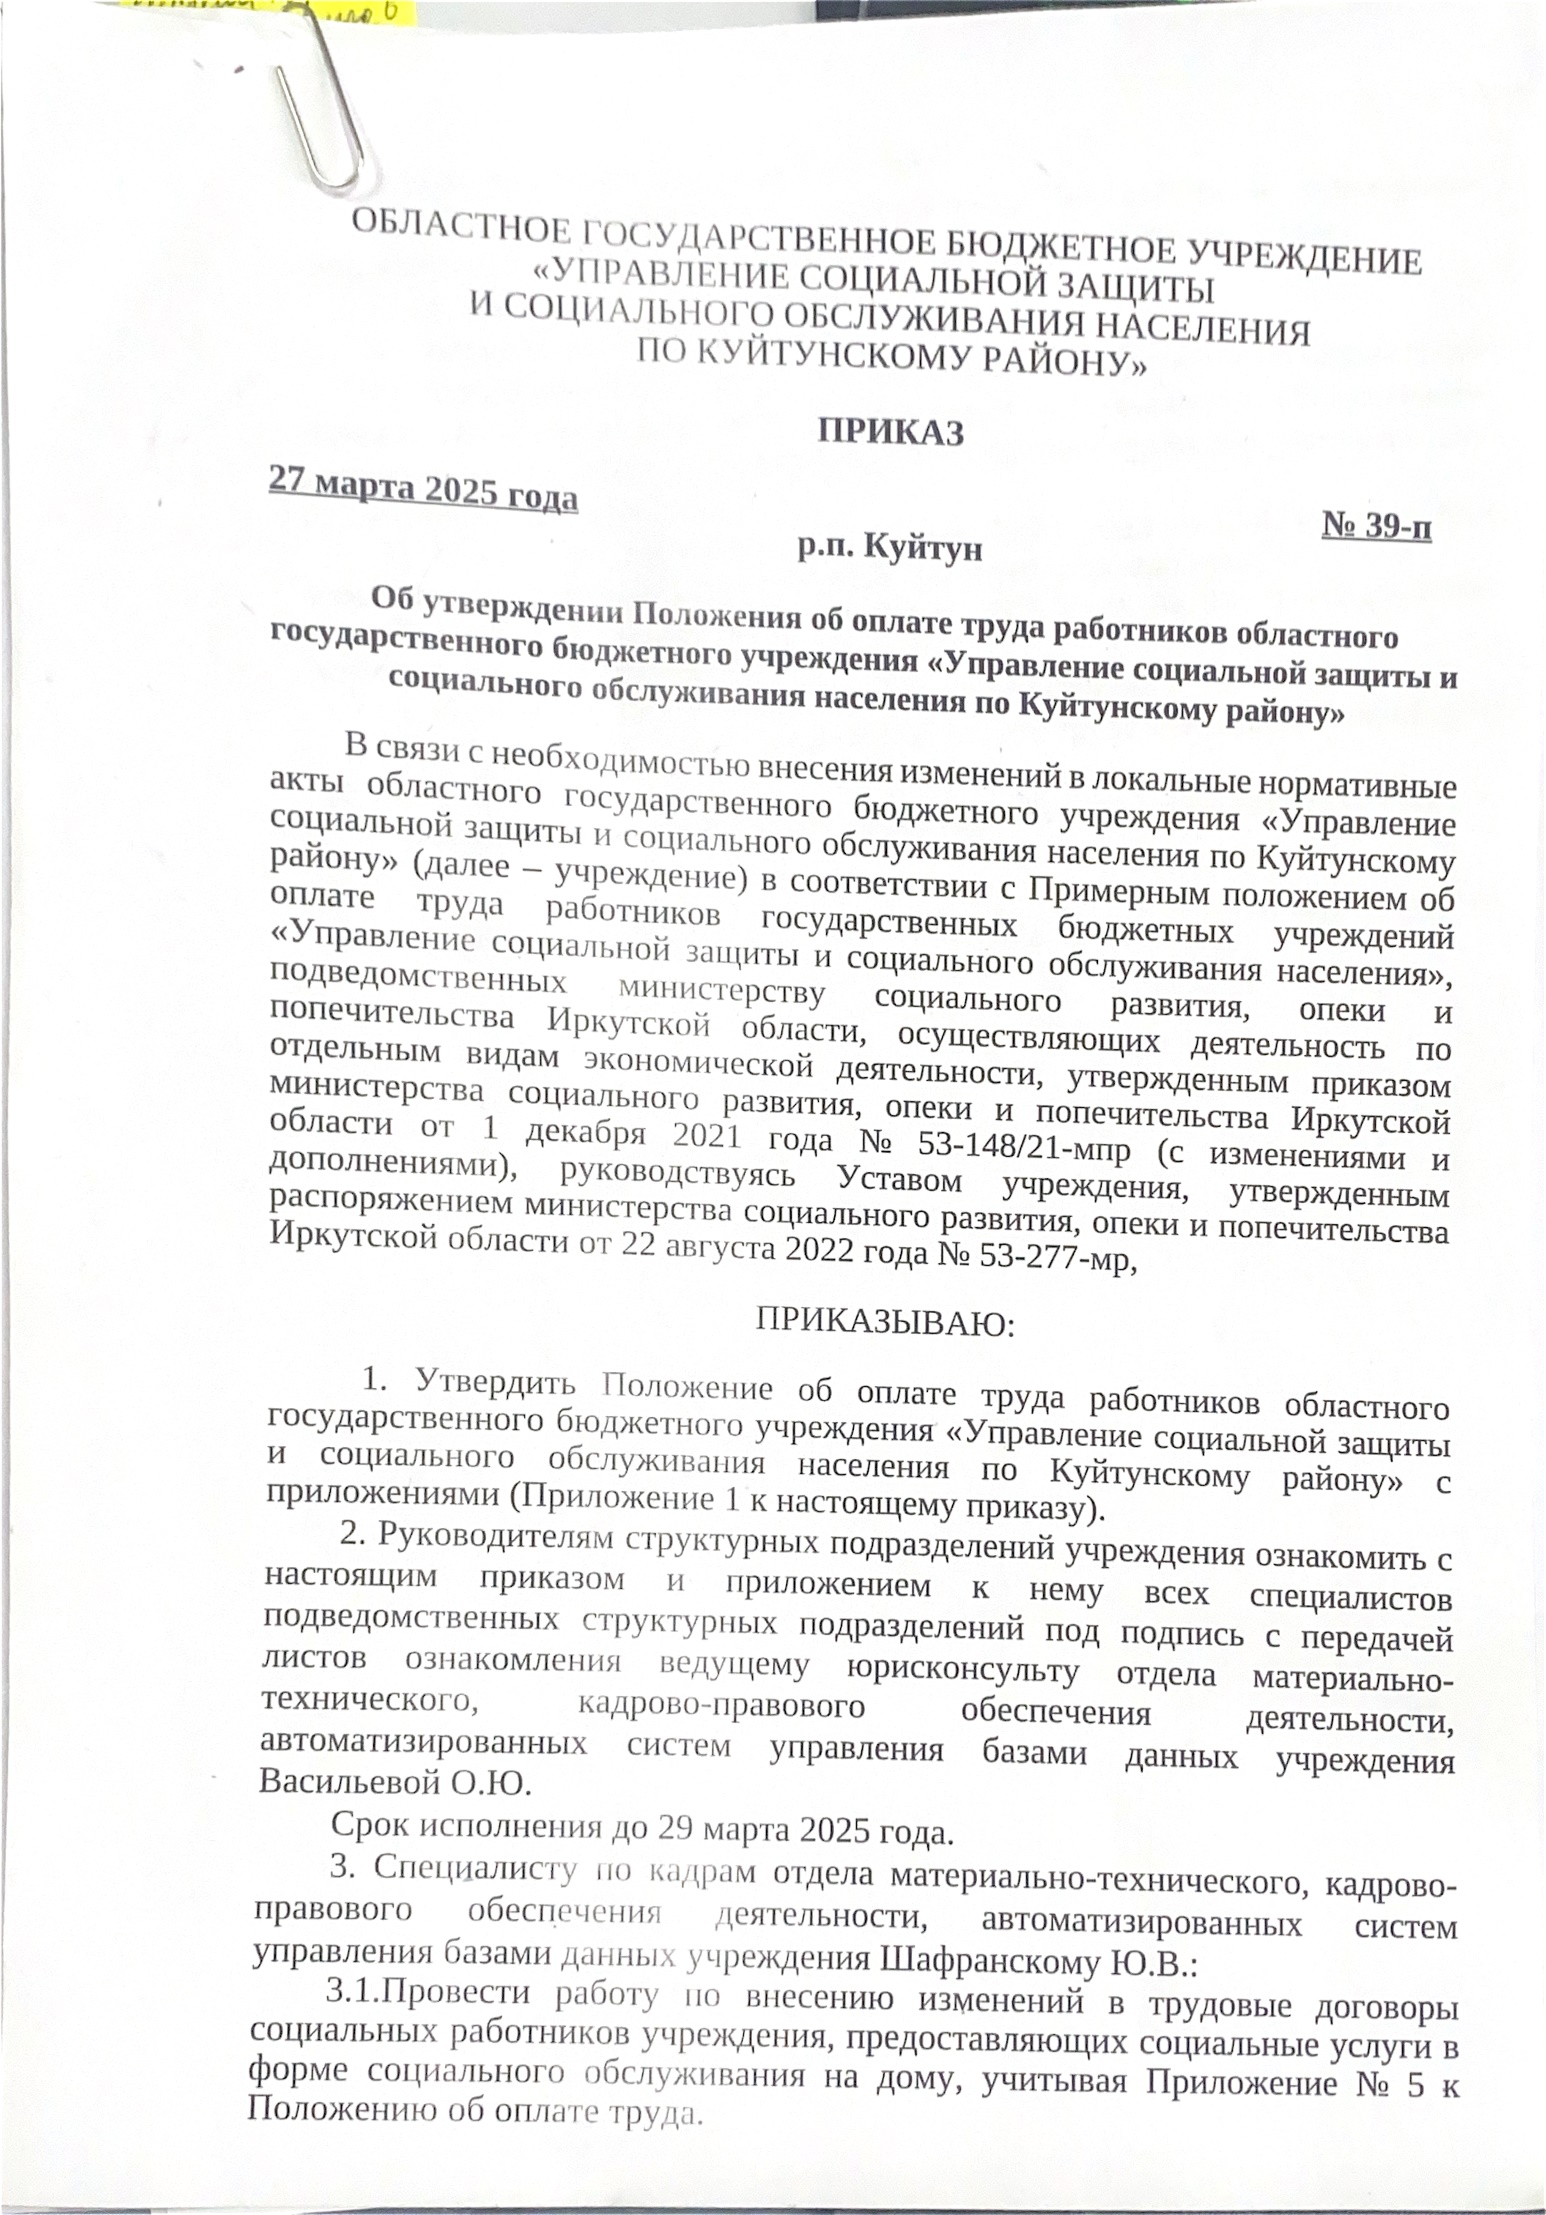 ОБЛАСТНОЕ ГОСУДАРСТВЕННОЕ БЮДЖЕТНОЕ УЧРЕЖДЕНИЕ
«УПРАВЛЕНИЕ СОЦИАЛЬНОЙ ЗАЩИТЫ
И СОЦИАЛЬНОГО ОБСЛУЖИВАНИЯ НАСЕЛЕНИЯ
ПО КУЙТУНСКОМУ РАЙОНУ»
ПРИКАЗ
27 марта 2025 года
№ 39-п
р.п. Куйтун
Об утверждении Положения об оплате труда работников областного
государственного бюджетного учреждения «Управление социальной защиты и
социального обслуживания населения по Куйтунскому району»
В связи с необходимостью внесения изменений в локальные нормативные
акты областного государственного бюджетного учреждения «Управление
социальной защиты и социального обслуживания населения по Куйтунскому
району» (далее – учреждение) в соответствии с Примерным положением об
оплате труда работников государственных бюджетных учреждений
«Управление социальной защиты и социального обслуживания населения»,
подведомственных министерству социального развития, опеки и
попечительства Иркутской области, осуществляющих деятельность по
отдельным видам экономической деятельности, утвержденным приказом
министерства социального развития, опеки и попечительства Иркутской
области от 1 декабря 2021 года № 53-148/21-мпр (с изменениями и
дополнениями), руководствуясь Уставом учреждения, утвержденным
распоряжением министерства социального развития, опеки и попечительства
Иркутской области от 22 августа 2022 года № 53-277-мр,
ПРИКАЗЫВАЮ:
1. Утвердить Положение об оплате труда работников областного
государственного бюджетного учреждения «Управление социальной защиты
и социального обслуживания населения по Куйтунскому району» с
приложениями (Приложение 1 к настоящему приказу).
2. Руководителям структурных подразделений учреждения ознакомить с
настоящим приказом и приложением к нему всех специалистов
подведомственных структурных подразделений под подпись с передачей
листов ознакомления ведущему юрисконсульту отдела материально-
технического, кадрово-правового обеспечения деятельности,
автоматизированных систем управления базами данных учреждения
Васильевой О.Ю.
Срок исполнения до 29 марта 2025 года.
3. Специалисту по кадрам отдела материально-технического, кадрово-
правового обеспечения деятельности, автоматизированных систем
управления базами данных учреждения Шафранскому Ю.В.:
3.1.Провести работу по внесению изменений в трудовые договоры
социальных работников учреждения, предоставляющих социальные услуги в
форме социального обслуживания на дому, учитывая Приложение № 5 к
Положению об оплате труда.